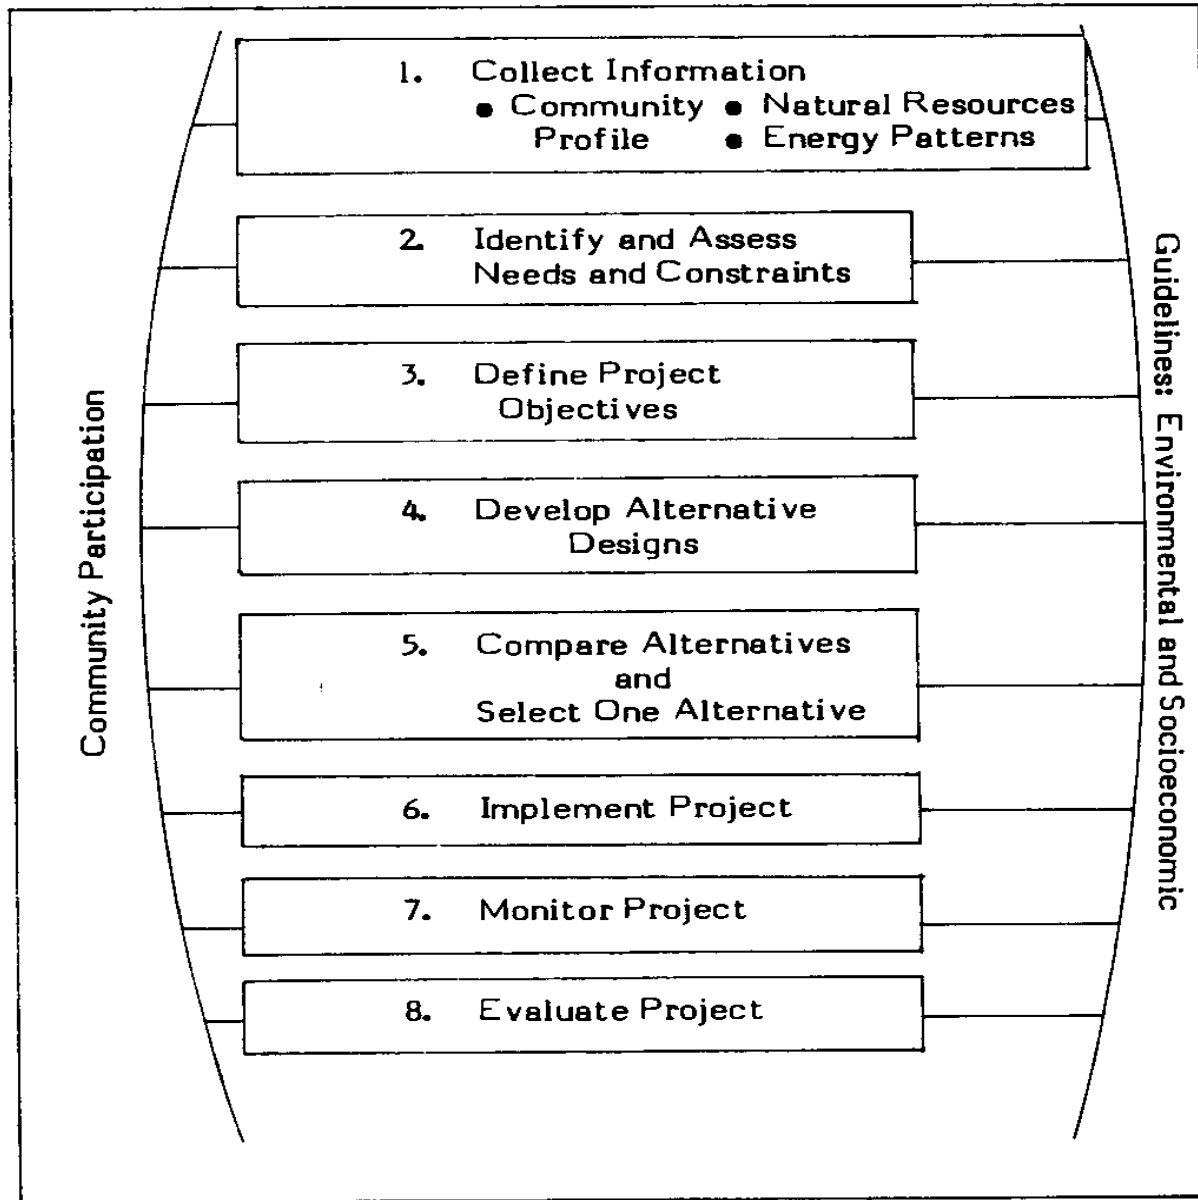 1. Collect Information
● Community ● Natural Resources
Profile ● Energy Patterns
2. Identify and Assess
Needs and Constraints
3. Define Project
Objectives
4. Develop Alternative
Designs
5. Compare Alternatives
and
Select One Alternative
6. Implement Project
7. Monitor Project
8. Evaluate Project
Community Participation
Guidelines: Environmental and Socioeconomic